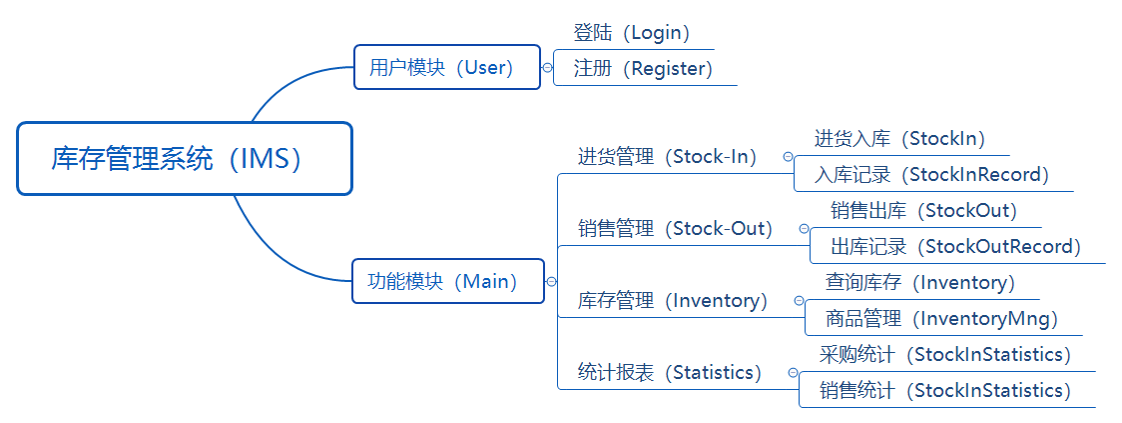 库存管理系统（IMS）
用户模块（User）
登陆（Login）
注册（Register）
功能模块（Main）
进货管理（Stock-In）
进货入库（StockIn）
入库记录（StockInRecord）
销售管理（Stock-Out）
销售出库（StockOut）
出库记录（StockOutRecord）
库存管理（Inventory）
查询库存（Inventory）
商品管理（InventoryMng）
统计报表（Statistics）
采购统计（StockInStatistics）
销售统计（StockInStatistics）